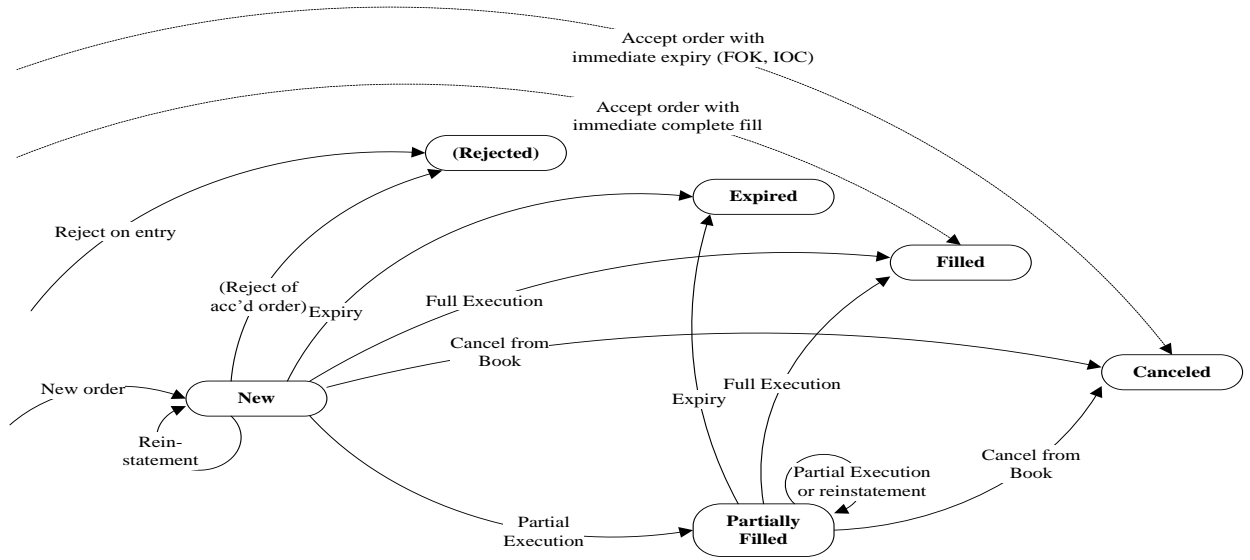 Accept order with
immediate expiry (FOK, IOC)
Accept order with
immediate complete fill
(Rejected)
Expired
Reject on entry
Filled
(Reject of
acc'd order)
Expiry
Full Execution
Cancel from
Book
Canceled
New order
New
Full Execution
Expiry
Rein-
statement
Partial Execution
or reinstatement
Cancel from
Book
Partial
Execution
Partially
Filled